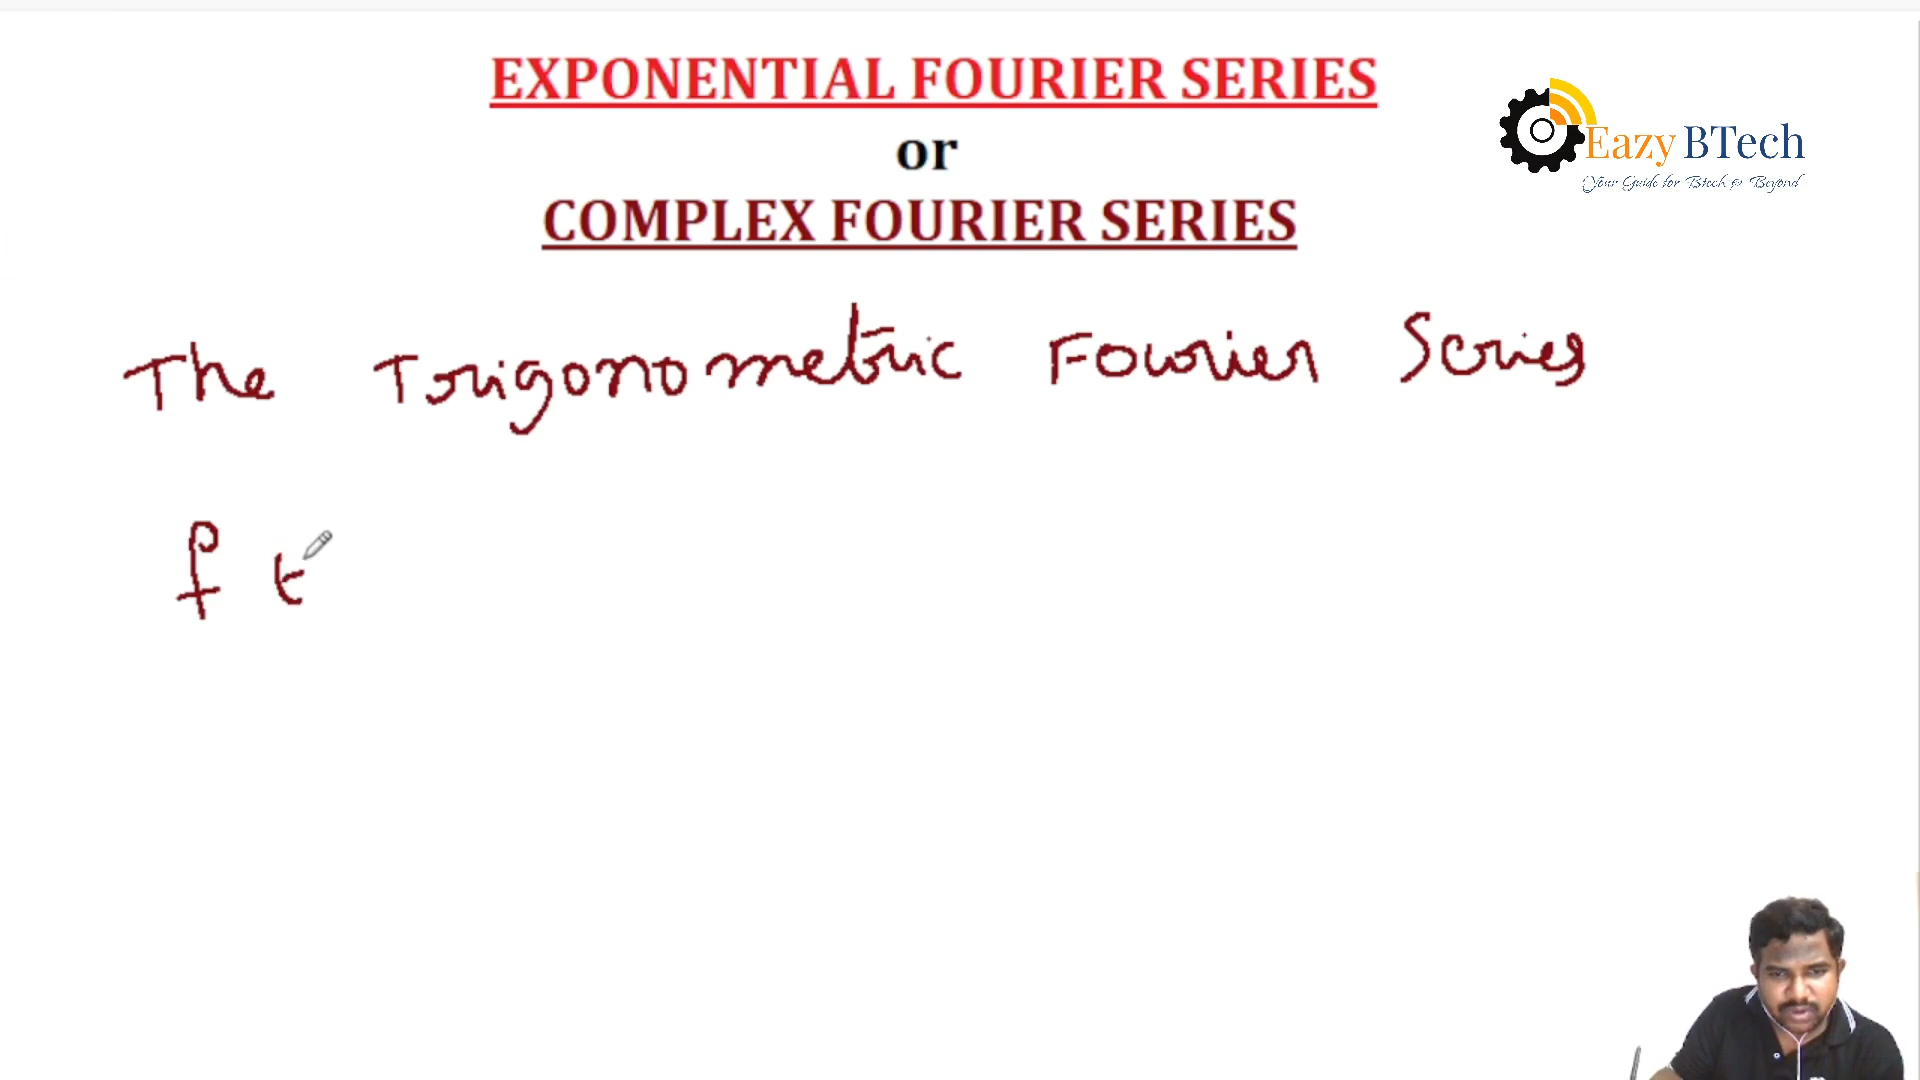 EXPONENTIAL FOURIER SERIES
or
COMPLEX FOURIER SERIES
Eazy BTech
Your Guide for Btech & Beyond
The Trigonometric Fourier Series
f t